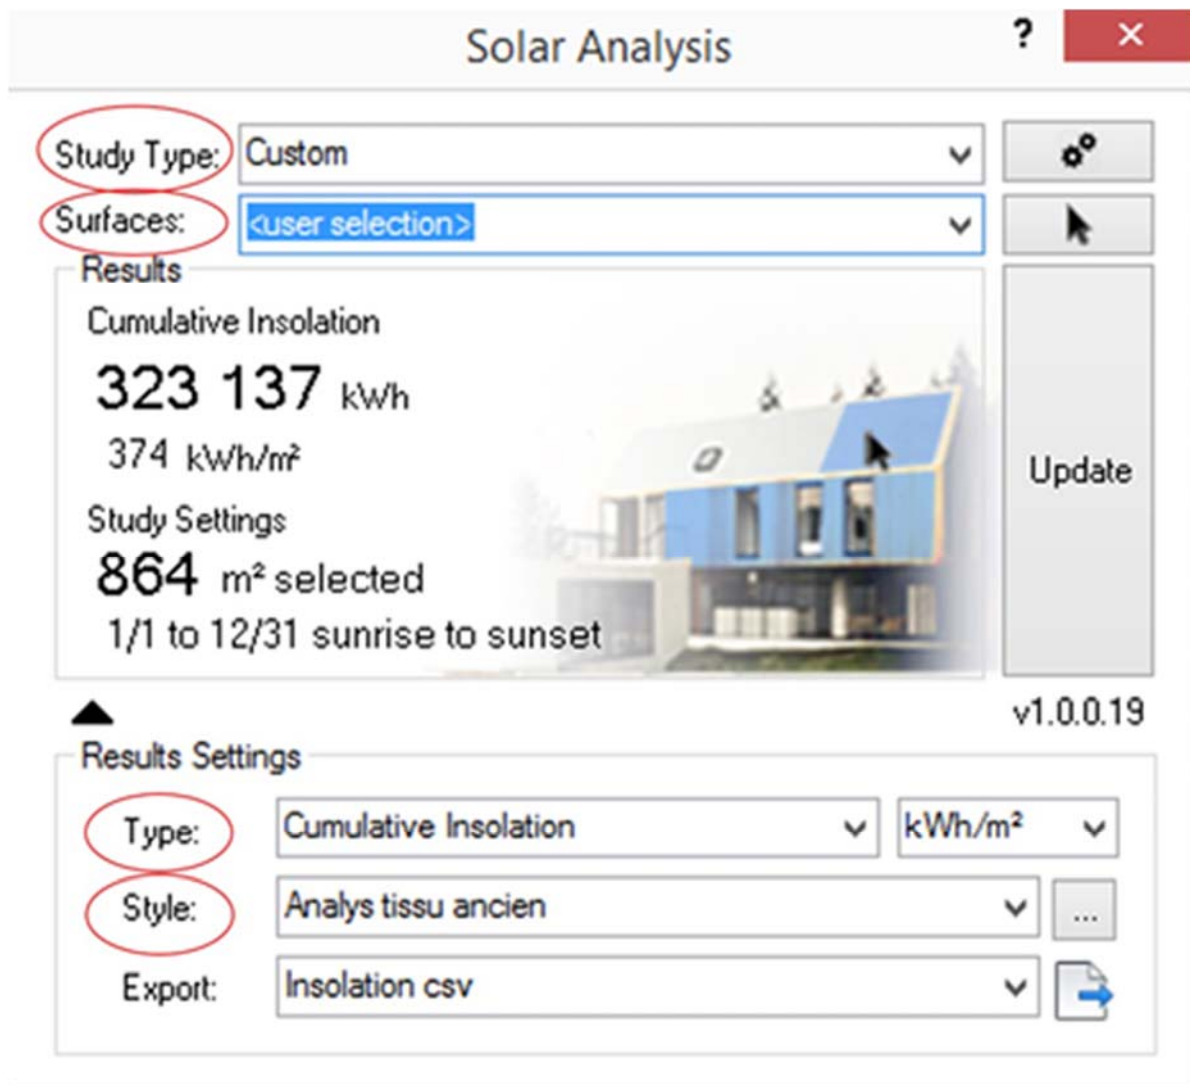 Solar Analysis ? ×
Study Type: Custom
Surfaces: <user selection>
Results
Cumulative Insolation
323 137 kWh
374 kWh/m²
Study Settings
864 m² selected
1/1 to 12/31 sunrise to sunset
Update
v1.0.0.19
Results Settings
Type: Cumulative Insolation kWh/m²
Style: Analys tissu ancien ...
Export: Insolation csv